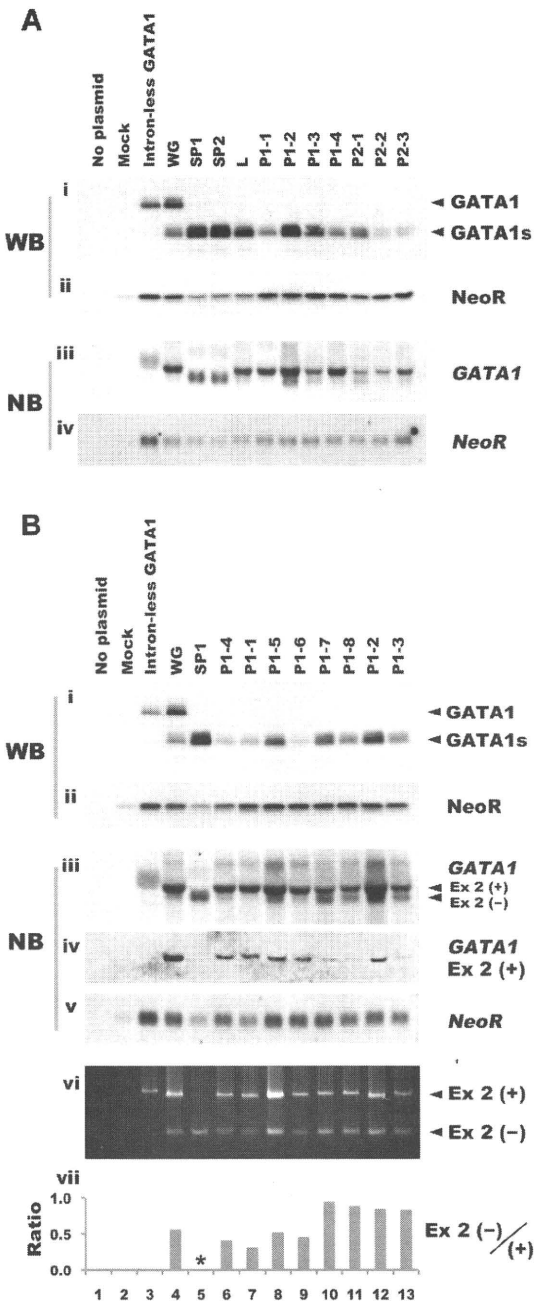 A
No plasmid
Mock
Intron-less GATA1
WG
SP1
SP2
L
P1-1
P1-2
P1-3
P1-4
P2-1
P2-2
P2-3
WB
i
GATA1
GATA1s
ii
NeoR
NB
iii
GATA1
iv
NeoR
B
No plasmid
Mock
Intron-less GATA1
WG
SP1
P1-4
P1-1
P1-5
P1-6
P1-7
P1-8
P1-2
P1-3
WB
i
GATA1
GATA1s
ii
NeoR
NB
iii
GATA1
Ex 2 (+)
Ex 2 (−)
iv
GATA1
Ex 2 (+)
v
NeoR
vi
Ex 2 (+)
Ex 2 (−)
vii
Ratio
1.0
0.5
0.0
*
Ex 2 (−)/(+)
1 2 3 4 5 6 7 8 9 10 11 12 13